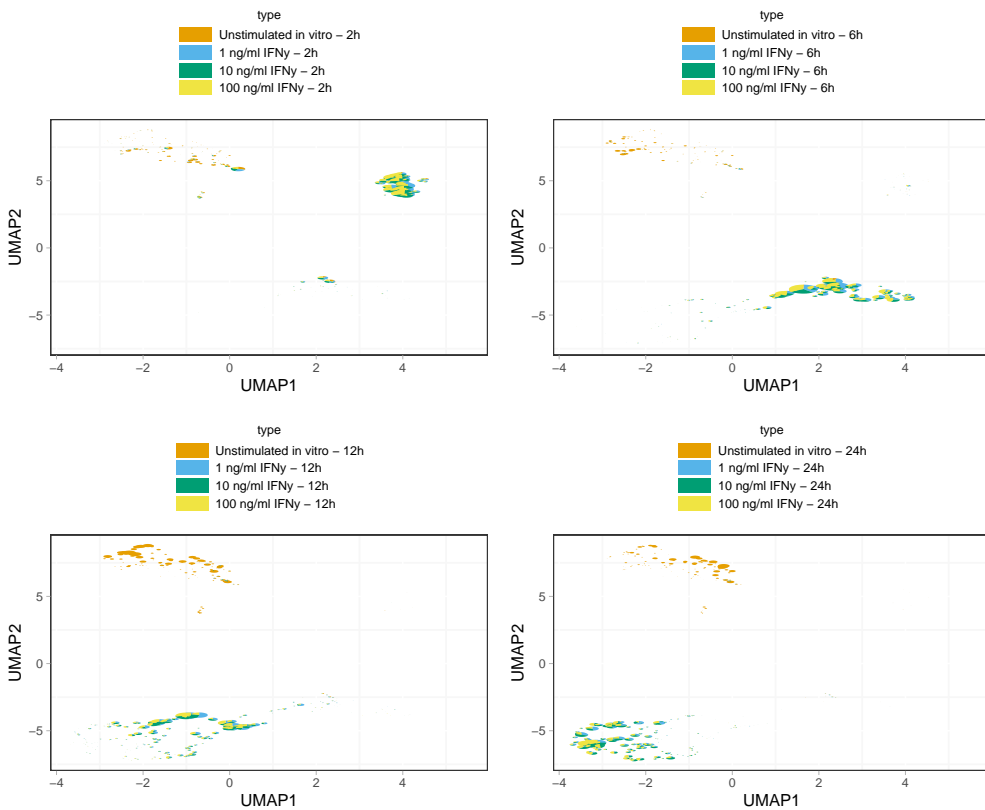 type
Unstimulated in vitro – 2h
1 ng/ml IFNy – 2h
10 ng/ml IFNy – 2h
100 ng/ml IFNy – 2h
5
0
−5
UMAP2
−4 −2 0 2 4
UMAP1
type
Unstimulated in vitro – 6h
1 ng/ml IFNy – 6h
10 ng/ml IFNy – 6h
100 ng/ml IFNy – 6h
5
0
−5
UMAP2
−4 −2 0 2 4
UMAP1
type
Unstimulated in vitro – 12h
1 ng/ml IFNy – 12h
10 ng/ml IFNy – 12h
100 ng/ml IFNy – 12h
5
0
−5
UMAP2
−4 −2 0 2 4
UMAP1
type
Unstimulated in vitro – 24h
1 ng/ml IFNy – 24h
10 ng/ml IFNy – 24h
100 ng/ml IFNy – 24h
5
0
−5
UMAP2
−4 −2 0 2 4
UMAP1